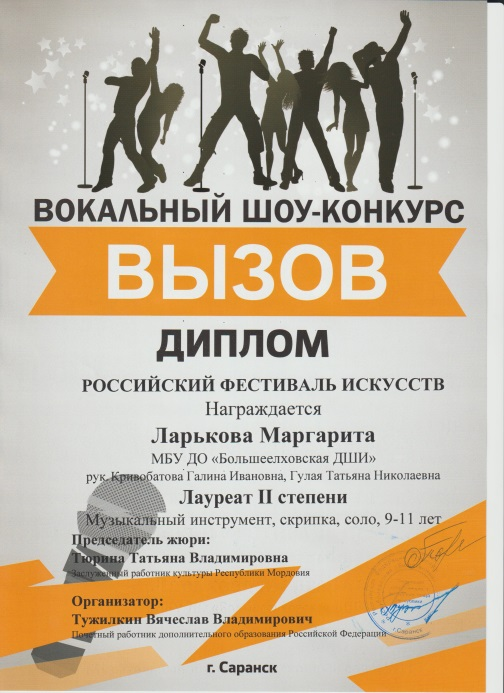 ВОКАЛЬНЫЙ ШОУ-КОНКУРС
ВЫЗОВ
ДИПЛОМ
РОССИЙСКИЙ ФЕСТИВАЛЬ ИСКУССТВ
Награждается
Ларькова Маргарита
МБУ ДО «Большеелховская ДШИ»
рук. Кривобатова Галина Ивановна, Гулая Татьяна Николаевна
Лауреат II степени
Музыкальный инструмент, скрипка, соло, 9-11 лет
Председатель жюри:
Тюрина Татьяна Владимировна
Заслуженный работник культуры Республики Мордовия
Организатор:
Тужилкин Вячеслав Владимирович
Почетный работник дополнительного образования Российской Федерации
г. Саранск